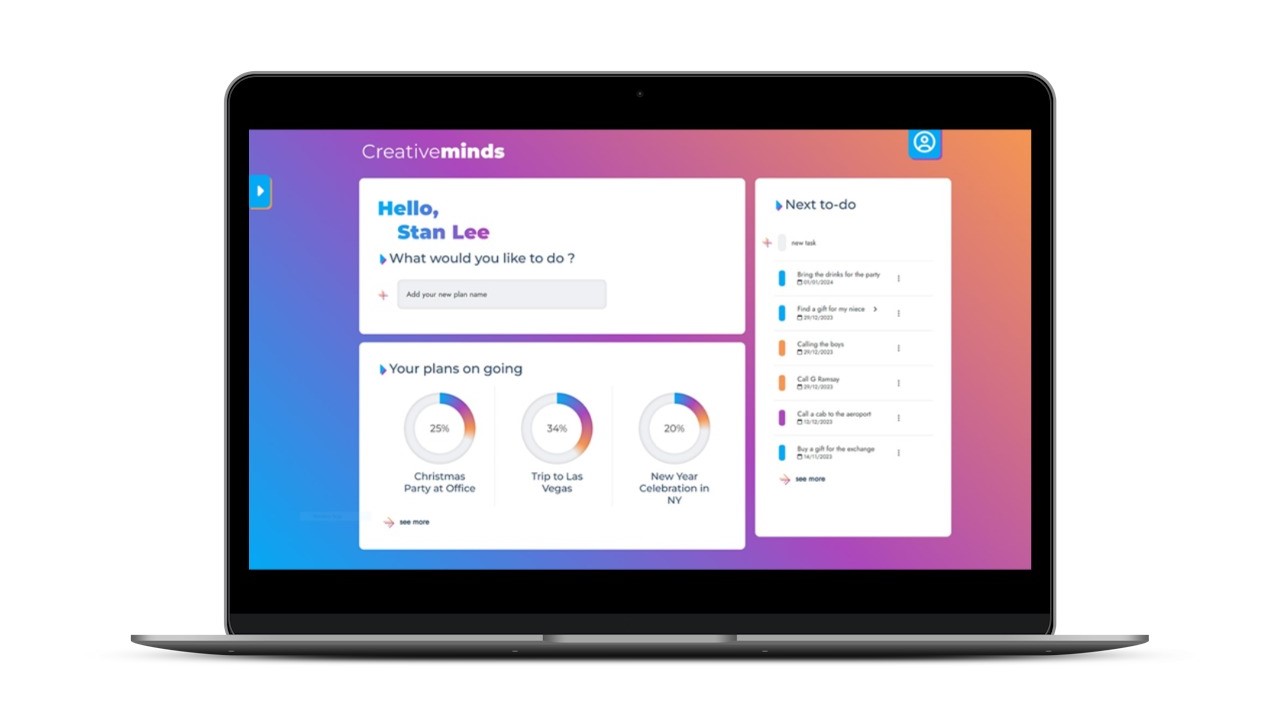 Creativeminds
Hello,
Stan Lee
What would you like to do ?
Add your new plan name
Your plans on going
25%
34%
20%
Christmas
Party at Office
Trip to Las
Vegas
New Year
Celebration in
NY
see more
Next to-do
new task
Bring the drinks for the party
01/01/2024
Find a gift for my niece
29/12/2023
Calling the boys
29/12/2023
Call G Ramsay
29/12/2023
Call a cab to the aeroport
12/12/2023
Buy a gift for the exchange
14/11/2023
see more